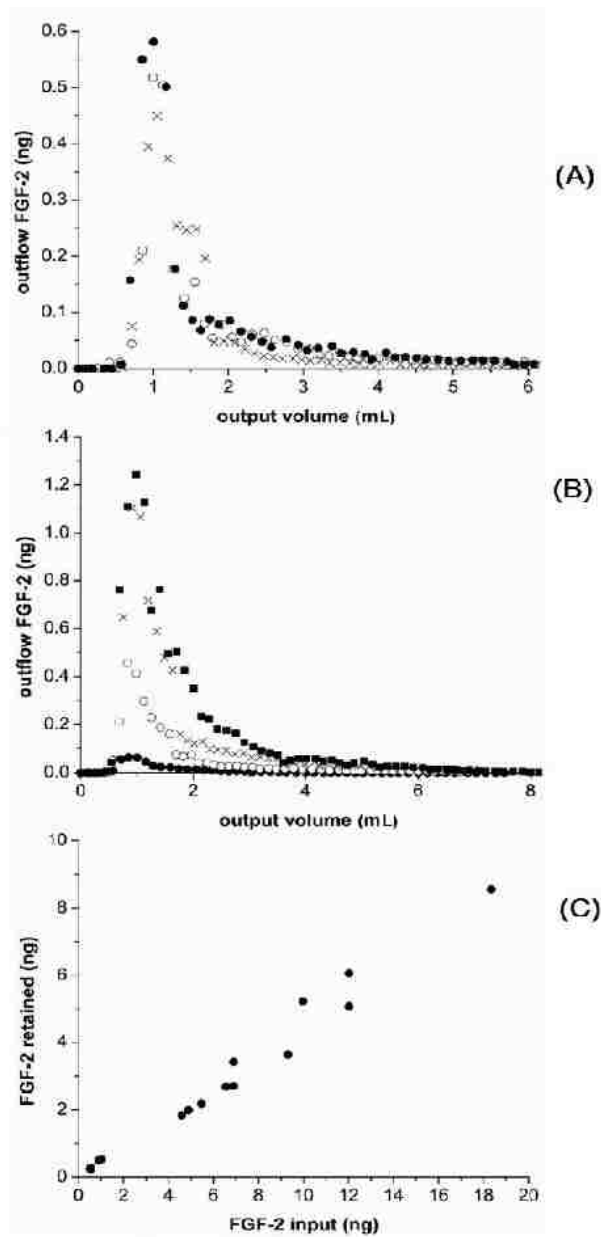 0.6
0.5
0.4
0.3
0.2
0.1
0.0
outflow FGF-2 (ng)
0 1 2 3 4 5 6
output volume (mL)
(A)
1.4
1.2
1.0
0.8
0.6
0.4
0.2
0.0
outflow FGF-2 (ng)
0 2 4 6 8
output volume (mL)
(B)
10
8
6
4
2
0
FGF-2 retained (ng)
0 2 4 6 8 10 12 14 16 18 20
FGF-2 input (ng)
(C)